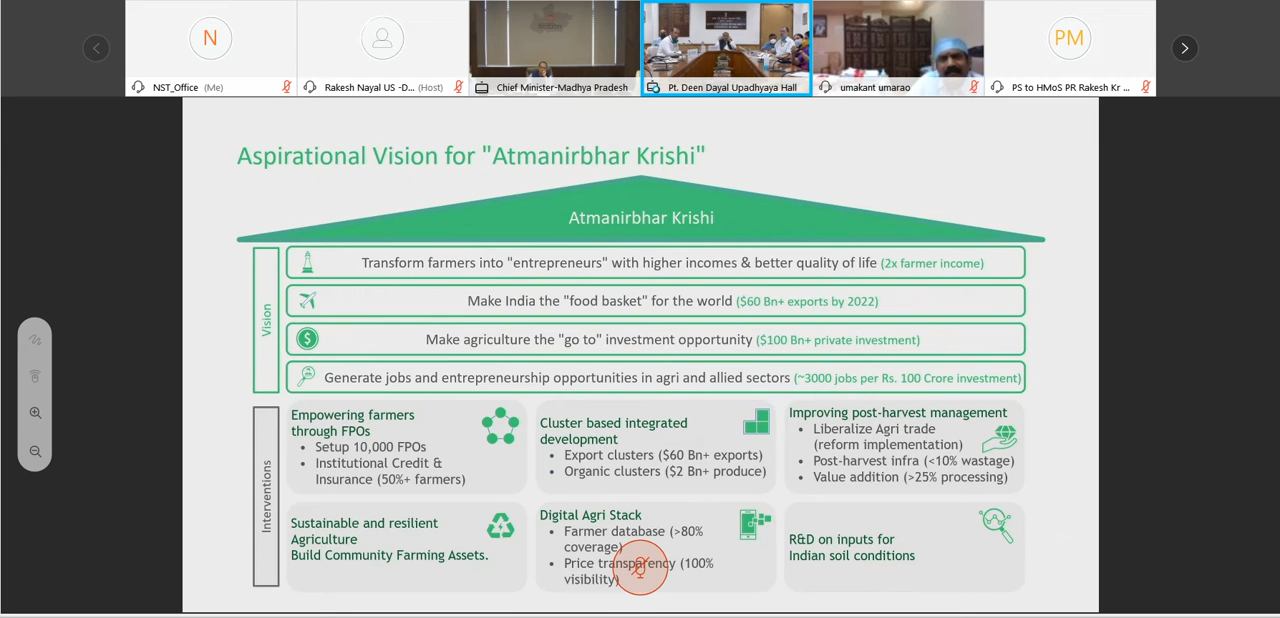 N
PM
NST_Office (Me)
Rakesh Nayal US -D... (Host)
Chief Minister-Madhya Pradesh
Pt. Deen Dayal Upadhyaya Hall
umakant umarao
PS to HMoS PR Rakesh Kr ...
Aspirational Vision for "Atmanirbhar Krishi"
Atmanirbhar Krishi
Vision
Transform farmers into "entrepreneurs" with higher incomes & better quality of life (2x farmer income)
Make India the "food basket" for the world ($60 Bn+ exports by 2022)
$
Make agriculture the "go to" investment opportunity ($100 Bn+ private investment)
Generate jobs and entrepreneurship opportunities in agri and allied sectors (~3000 jobs per Rs. 100 Crore investment)
Interventions
Empowering farmers
through FPOs
• Setup 10,000 FPOs
• Institutional Credit &
Insurance (50%+ farmers)
Cluster based integrated
development
• Export clusters ($60 Bn+ exports)
• Organic clusters ($2 Bn+ produce)
Improving post-harvest management
• Liberalize Agri trade
(reform implementation)
• Post-harvest infra (<10% wastage)
• Value addition (>25% processing)
Sustainable and resilient
Agriculture
Build Community Farming Assets.
Digital Agri Stack
• Farmer database (>80%
coverage)
• Price transparency (100%
visibility)
R&D on inputs for
Indian soil conditions